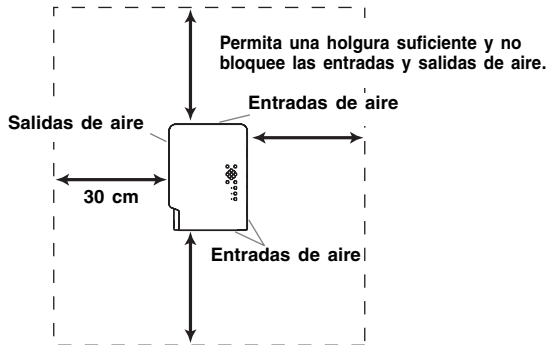 Permita una holgura suficiente y no
bloquee las entradas y salidas de aire.
Entradas de aire
Salidas de aire
30 cm
Entradas de aire